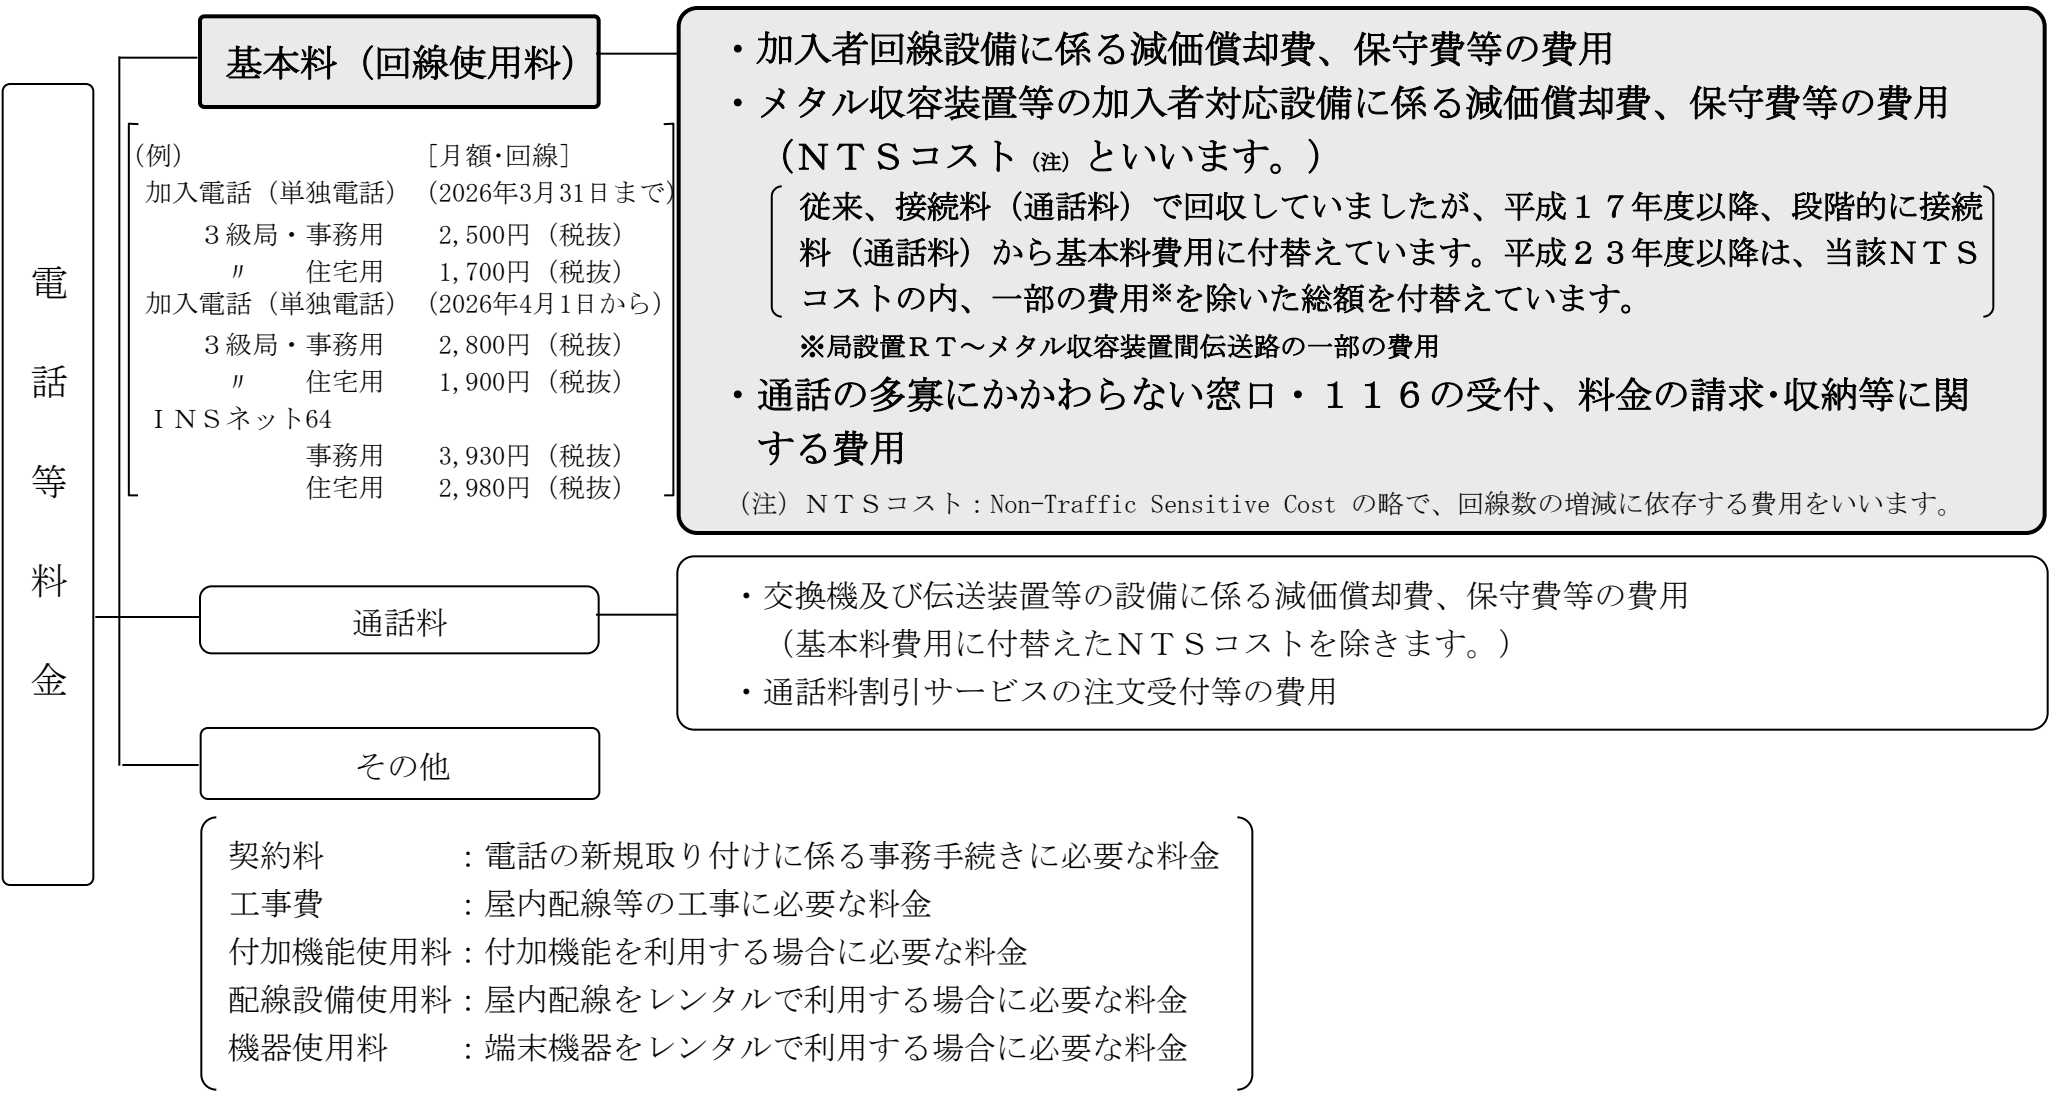 電話等料金
基本料（回線使用料）
（例）　［月額･回線］
加入電話（単独電話）（2026年3月31日まで）
３級局・事務用　2,500円（税抜）
〃　住宅用　1,700円（税抜）
加入電話（単独電話）（2026年4月1日から）
３級局・事務用　2,800円（税抜）
〃　住宅用　1,900円（税抜）
ＩＮＳネット64
事務用　3,930円（税抜）
住宅用　2,980円（税抜）
・加入者回線設備に係る減価償却費、保守費等の費用
・メタル収容装置等の加入者対応設備に係る減価償却費、保守費等の費用
（ＮＴＳコスト（注）といいます。）
従来、接続料（通話料）で回収していましたが、平成１７年度以降、段階的に接続
料（通話料）から基本料費用に付替えています。平成２３年度以降は、当該ＮＴＳ
コストの内、一部の費用※を除いた総額を付替えています。
※局設置ＲＴ～メタル収容装置間伝送路の一部の費用
・通話の多寡にかかわらない窓口・１１６の受付、料金の請求･収納等に関
する費用
（注）ＮＴＳコスト：Non-Traffic Sensitive Cost の略で、回線数の増減に依存する費用をいいます。
通話料
・交換機及び伝送装置等の設備に係る減価償却費、保守費等の費用
（基本料費用に付替えたＮＴＳコストを除きます。）
・通話料割引サービスの注文受付等の費用
その他
契約料　：電話の新規取り付けに係る事務手続きに必要な料金
工事費　：屋内配線等の工事に必要な料金
付加機能使用料：付加機能を利用する場合に必要な料金
配線設備使用料：屋内配線をレンタルで利用する場合に必要な料金
機器使用料　：端末機器をレンタルで利用する場合に必要な料金